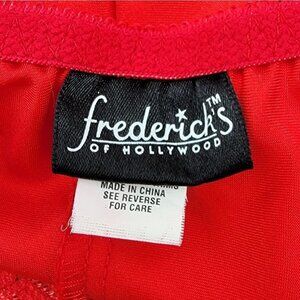 frederick's™
OF HOLLYWOOD
MADE IN CHINA
SEE REVERSE
FOR CARE